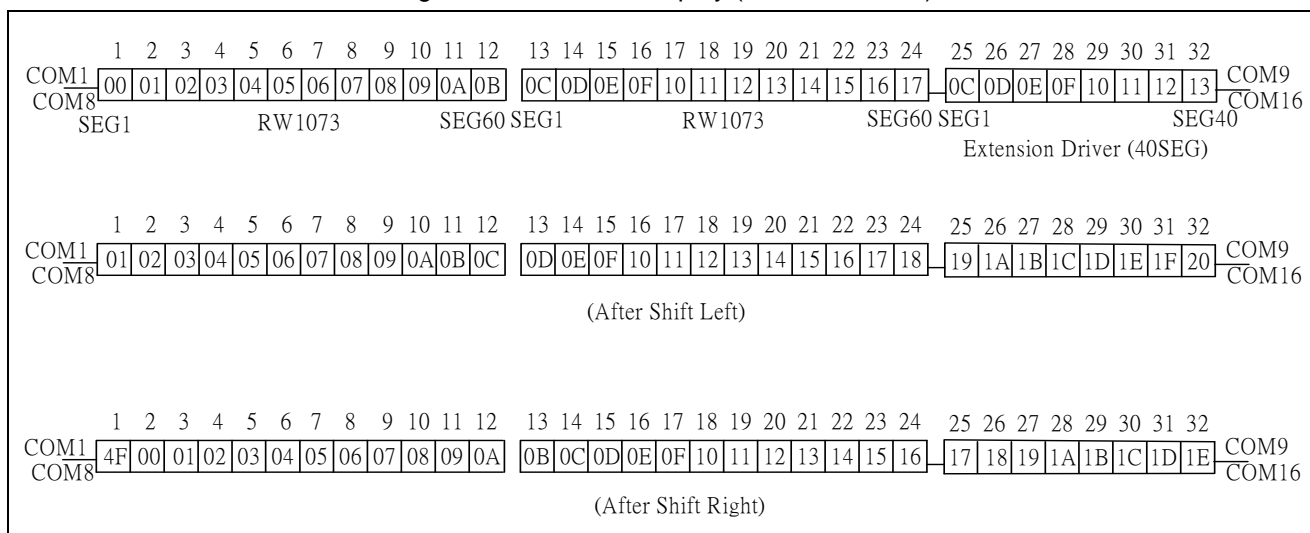 1 2 3 4 5 6 7 8 9 10 11 12 13 14 15 16 17 18 19 20 21 22 23 24 25 26 27 28 29 30 31 32
COM1 00 01 02 03 04 05 06 07 08 09 0A 0B 0C 0D 0E 0F 10 11 12 13 14 15 16 17 0C 0D 0E 0F 10 11 12 13 COM9
COM8 COM16
SEG1 RW1073 SEG60 SEG1 RW1073 SEG60 SEG1 SEG40
Extension Driver (40SEG)
1 2 3 4 5 6 7 8 9 10 11 12 13 14 15 16 17 18 19 20 21 22 23 24 25 26 27 28 29 30 31 32
COM1 01 02 03 04 05 06 07 08 09 0A 0B 0C 0D 0E 0F 10 11 12 13 14 15 16 17 18 19 1A 1B 1C 1D 1E 1F 20 COM9
COM8 COM16
(After Shift Left)
1 2 3 4 5 6 7 8 9 10 11 12 13 14 15 16 17 18 19 20 21 22 23 24 25 26 27 28 29 30 31 32
COM1 4F 00 01 02 03 04 05 06 07 08 09 0A 0B 0C 0D 0E 0F 10 11 12 13 14 15 16 17 18 19 1A 1B 1C 1D 1E COM9
COM8 COM16
(After Shift Right)